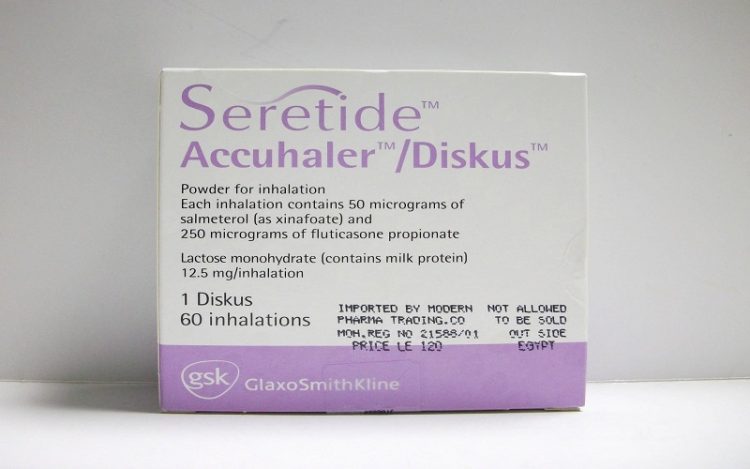 Seretide™
Accuhaler™/Diskus™
Powder for inhalation
Each inhalation contains 50 micrograms of
salmeterol (as xinafoate) and
250 micrograms of fluticasone propionate
Lactose monohydrate (contains milk protein)
12.5 mg/inhalation
1 Diskus
60 inhalations
IMPORTED BY MODERN NOT ALLOWED
PHARMA TRADING.CO TO BE SOLD
MOH.REG NO 21588/01 OUT SIDE
PRICE LE 120 EGYPT
gsk GlaxoSmithKline